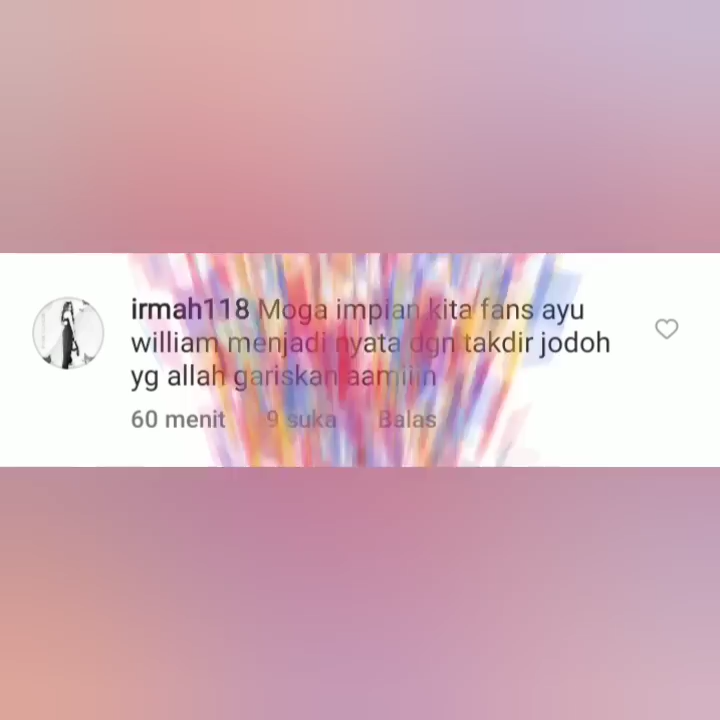 irmah118 Moga impian kita fans ayu
william menjadi nyata dgn takdir jodoh
yg allah gariskan aamiiin
60 menit 9 suka Balas